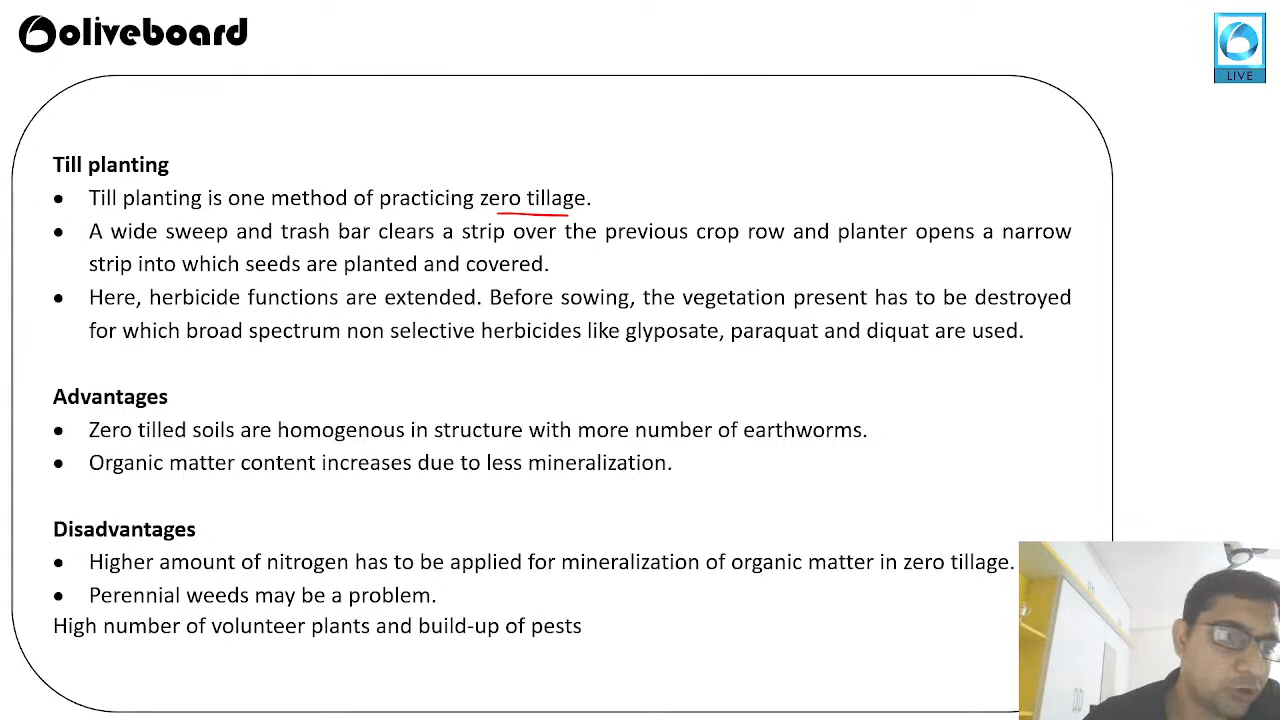 oliveboard
LIVE
Till planting
• Till planting is one method of practicing zero tillage.
• A wide sweep and trash bar clears a strip over the previous crop row and planter opens a narrow
strip into which seeds are planted and covered.
• Here, herbicide functions are extended. Before sowing, the vegetation present has to be destroyed
for which broad spectrum non selective herbicides like glyposate, paraquat and diquat are used.
Advantages
• Zero tilled soils are homogenous in structure with more number of earthworms.
• Organic matter content increases due to less mineralization.
Disadvantages
• Higher amount of nitrogen has to be applied for mineralization of organic matter in zero tillage.
• Perennial weeds may be a problem.
High number of volunteer plants and build-up of pests